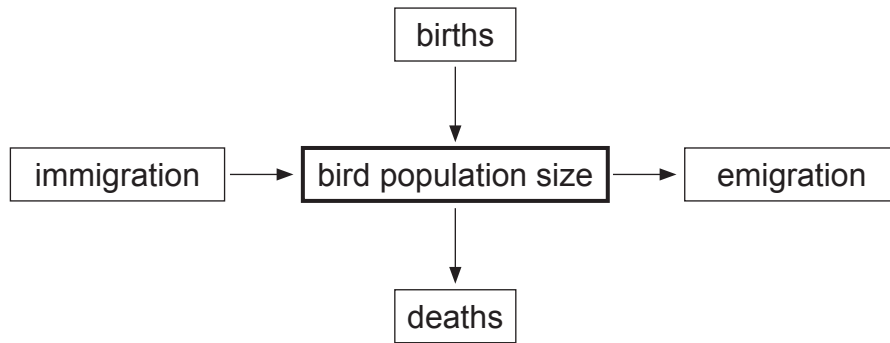 births
immigration
bird population size
emigration
deaths